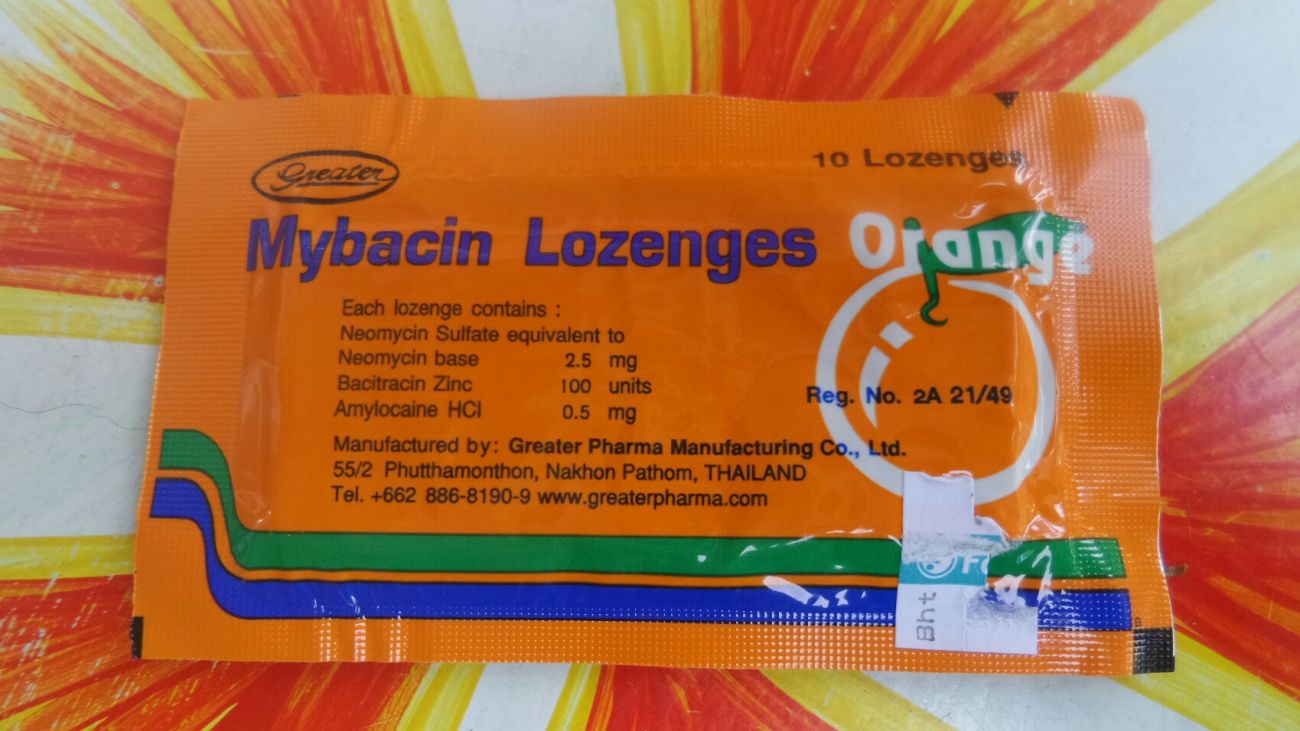 Greater
10 Lozenges
Mybacin Lozenges Orange
Each lozenge contains :
Neomycin Sulfate equivalent to
Neomycin base 2.5 mg
Bacitracin Zinc 100 units
Amylocaine HCl 0.5 mg
Reg. No. 2A 21/49
Manufactured by: Greater Pharma Manufacturing Co., Ltd.
55/2 Phutthamonthon, Nakhon Pathom, THAILAND
Tel. +662 886-8190-9 www.greaterpharma.com
Bht
B